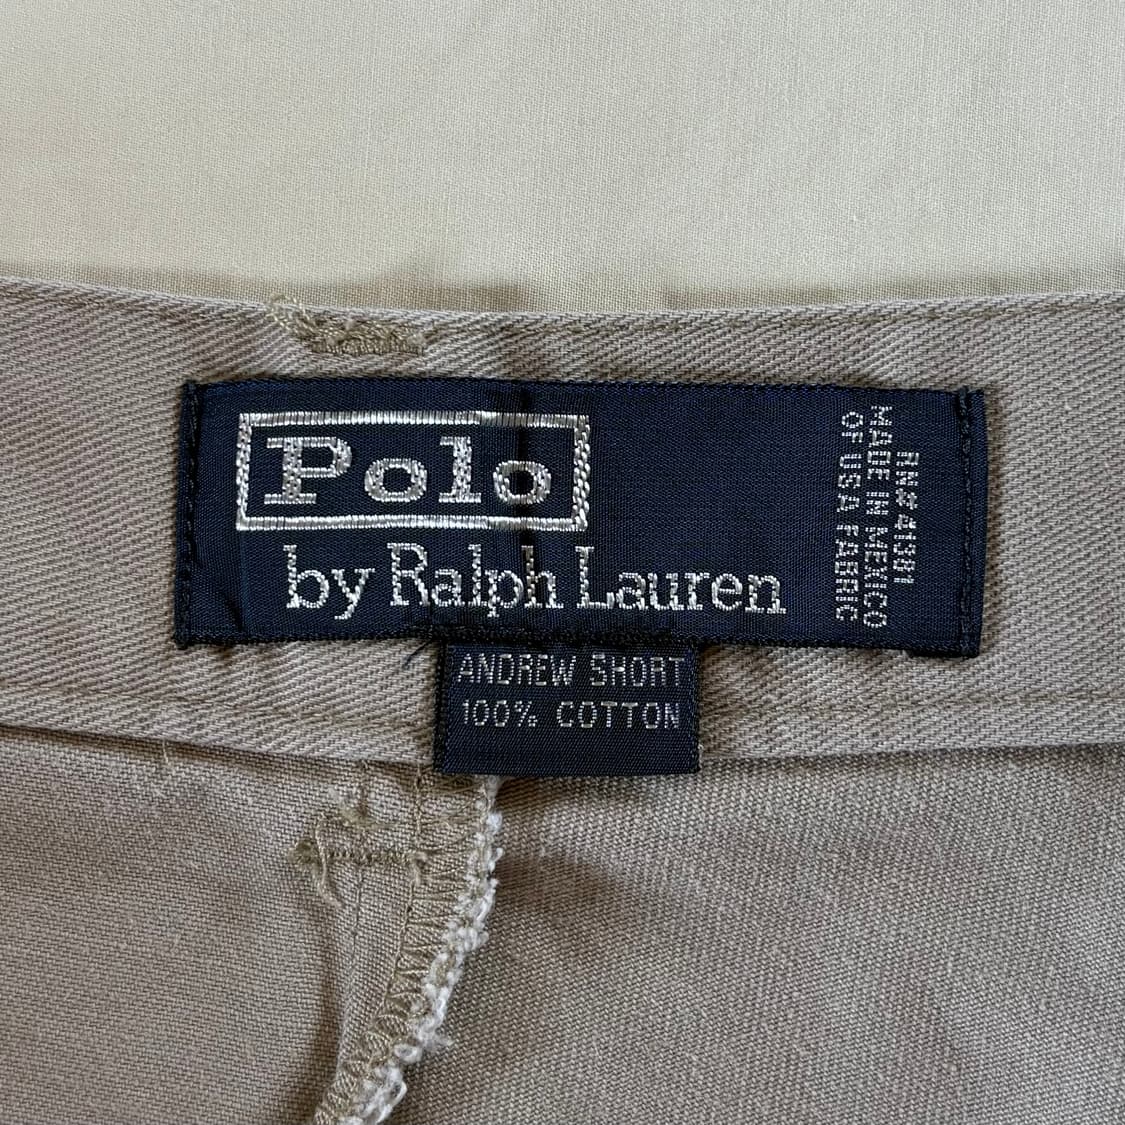 Polo
by Ralph Lauren
RN#41381
MADE IN MEXICO
OF USA FABRIC
ANDREW SHORT
100% COTTON